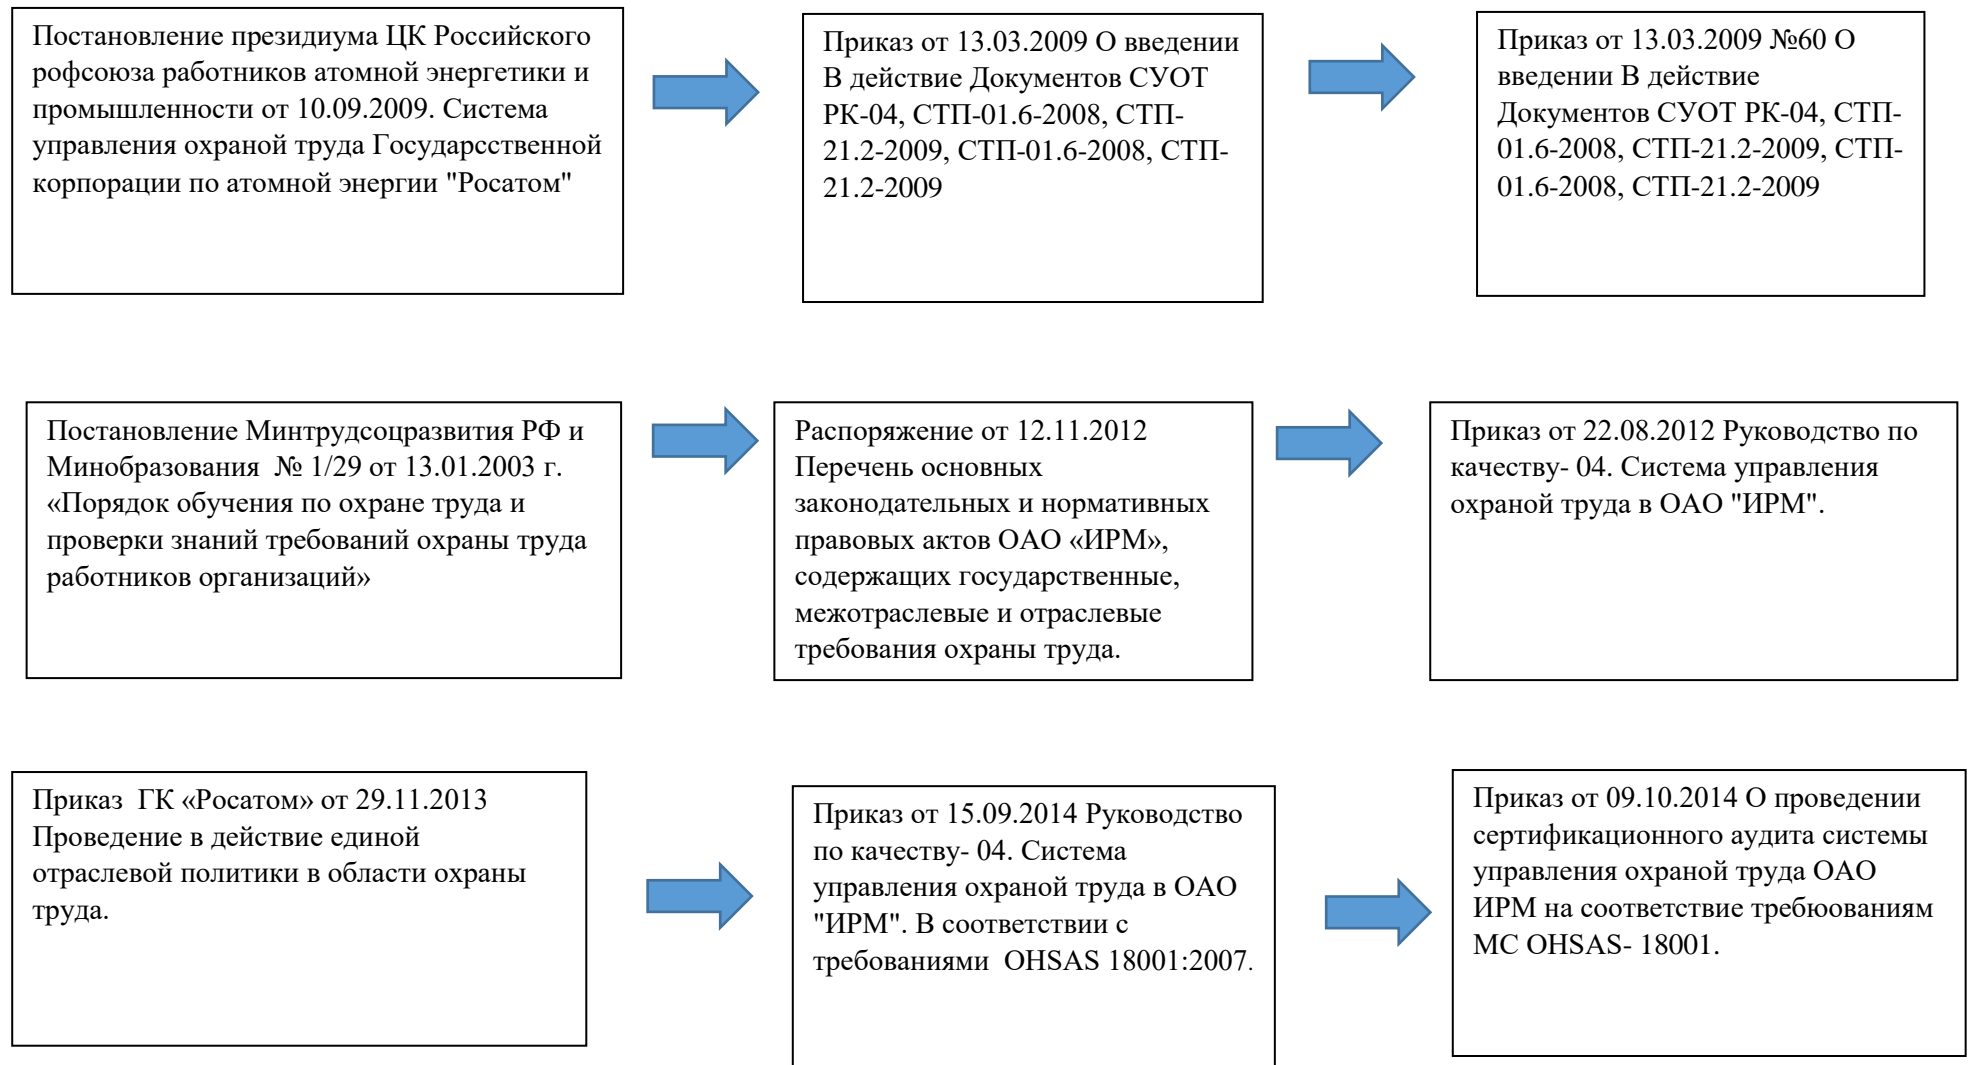 Постановление президиума ЦК Российского
рофсоюза работников атомной энергетики и
промышленности от 10.09.2009. Система
управления охраной труда Государсственной
корпорации по атомной энергии "Росатом"
Приказ от 13.03.2009 О введении
В действие Документов СУОТ
РК-04, СТП-01.6-2008, СТП-
21.2-2009, СТП-01.6-2008, СТП-
21.2-2009
Приказ от 13.03.2009 №60 О
введении В действие
Документов СУОТ РК-04, СТП-
01.6-2008, СТП-21.2-2009, СТП-
01.6-2008, СТП-21.2-2009
Постановление Минтрудсоцразвития РФ и
Минобразования № 1/29 от 13.01.2003 г.
«Порядок обучения по охране труда и
проверки знаний требований охраны труда
работников организаций»
Распоряжение от 12.11.2012
Перечень основных
законодательных и нормативных
правовых актов ОАО «ИРМ»,
содержащих государственные,
межотраслевые и отраслевые
требования охраны труда.
Приказ от 22.08.2012 Руководство по
качеству- 04. Система управления
охраной труда в ОАО "ИРМ".
Приказ ГК «Росатом» от 29.11.2013
Проведение в действие единой
отраслевой политики в области охраны
труда.
Приказ от 15.09.2014 Руководство
по качеству- 04. Система
управления охраной труда в ОАО
"ИРМ". В соответствии с
требованиями OHSAS 18001:2007.
Приказ от 09.10.2014 О проведении
сертификационного аудита системы
управления охраной труда ОАО
ИРМ на соответствие требюованиям
МС OHSAS- 18001.